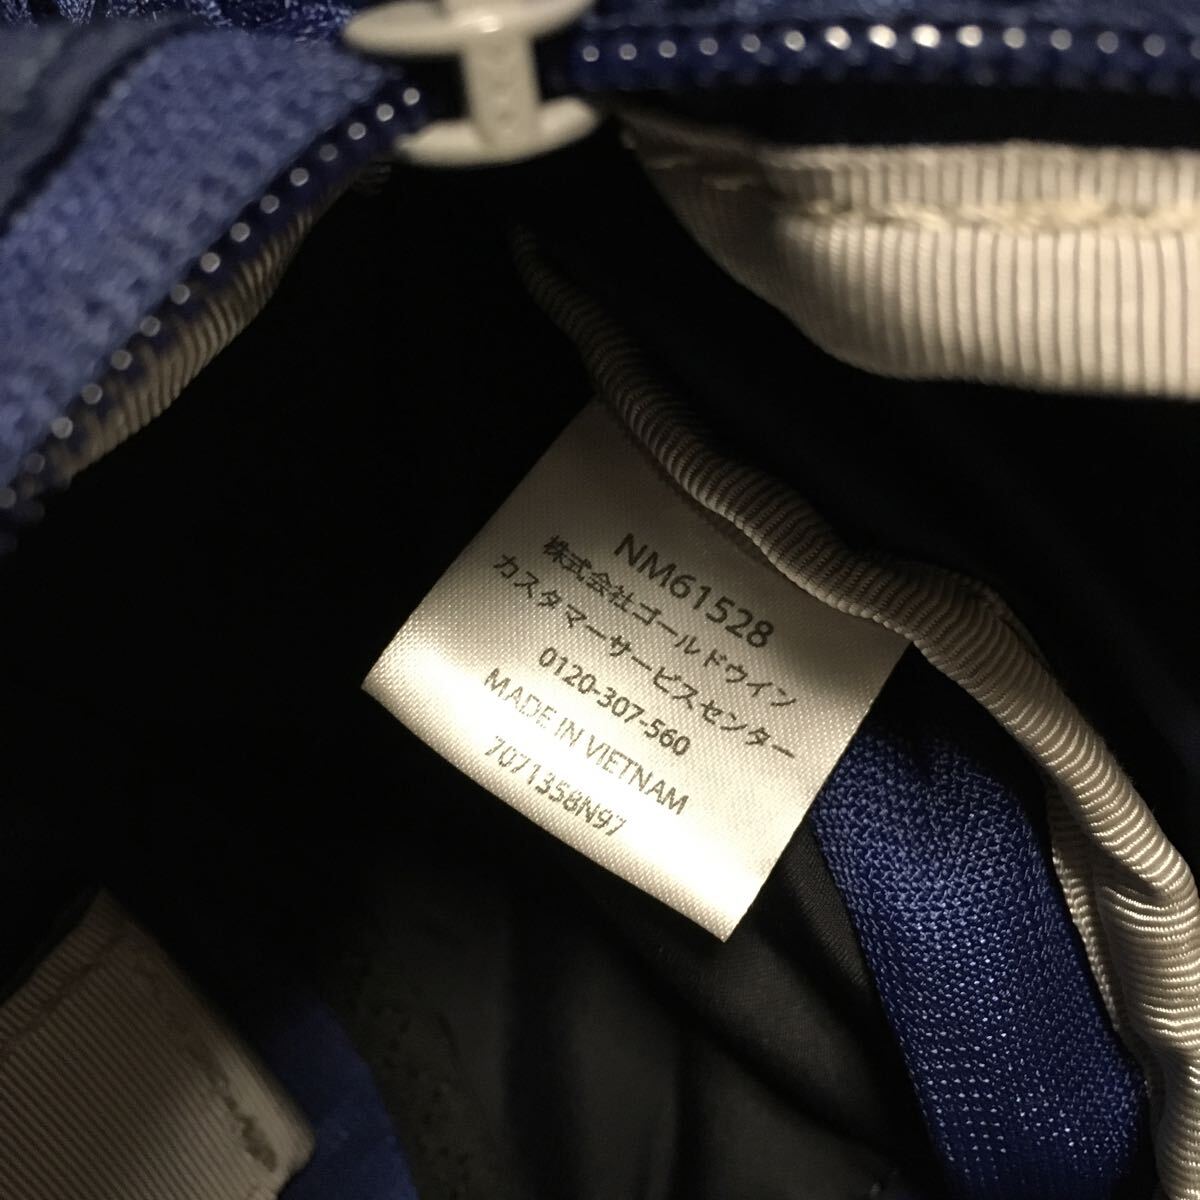 NM61528
株式会社ゴールドウイン
カスタマーサービスセンター
0120-307-560
MADE IN VIETNAM
7071358N97